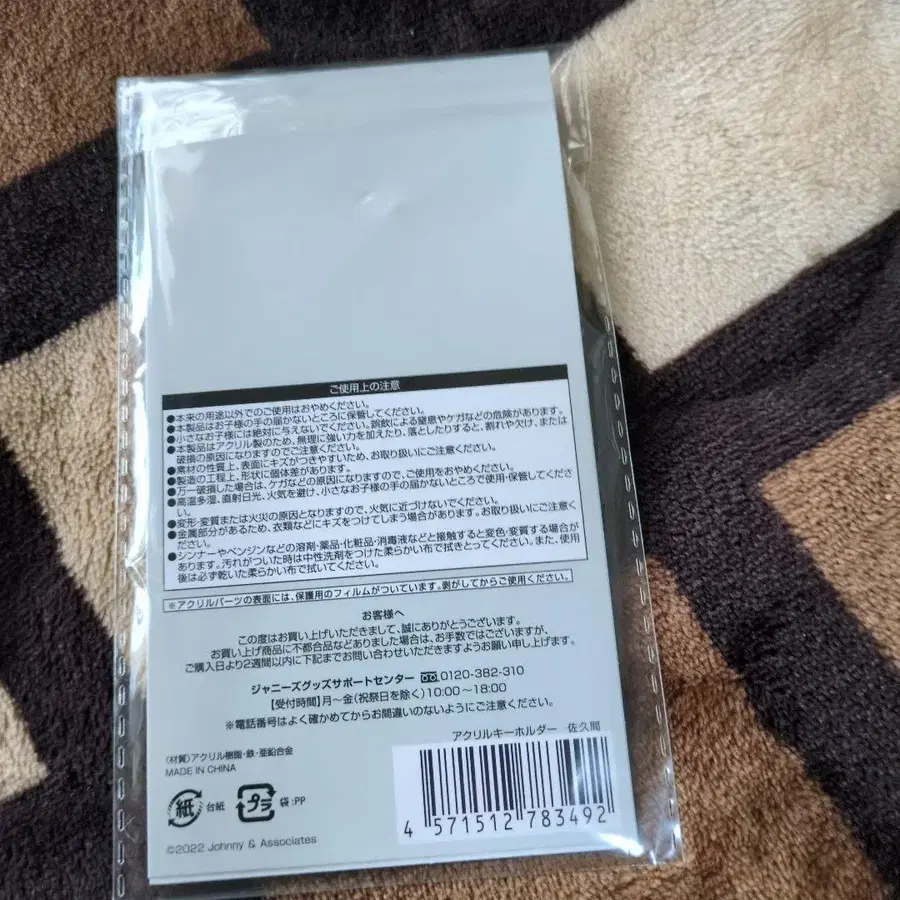 ご使用上の注意
●本来の用途以外でのご使用はおやめください。
●本製品はお子様の手の届かないところに保管してください。
●小さなお子様には絶対に与えないでください。誤飲による窒息やケガなどの危険があります。
●本製品はアクリル製のため、無理に強い力を加えたり、落としたりすると、割れや欠け、または
破損の原因になりますのでご注意ください。
●素材の性質上、表面にキズがつきやすいため、お取り扱いにご注意ください。
●製造の工程上、形状に個体差があります。
●万一破損した場合は、ケガなどの原因になりますので、ご使用をおやめください。
●高温多湿、直射日光、火気を避け、小さなお子様の手の届かないところで使用・保管してくださ
い。
●変形・変質または火災の原因となりますので、火気に近づけないでください。
●金属部分があるため、衣類などにキズをつけてしまう場合があります。お取り扱いにご注意く
ださい。
●シンナーやベンジンなどの溶剤・薬品・化粧品・消毒液などと接触すると変色・変質する場合が
あります。汚れがついた時は中性洗剤をつけた柔らかい布で拭きとってください。また、使用
後は必ず乾いた柔らかい布で拭いてください。
※アクリルパーツの表面には、保護用のフィルムがついています。剥がしてからご使用ください。
お客様へ
この度はお買い上げいただきまして、誠にありがとうございます。
お買い上げ商品に不都合品などありました場合は、お手数ではございますが、
ご購入日より2週間以内に下記までお問い合わせいただきますようお願い申し上げます。
ジャニーズグッズサポートセンター 0120-382-310
【受付時間】月〜金(祝祭日を除く)10:00〜18:00
※電話番号はよく確かめてからお間違いのないようにご注意ください。
アクリルキーホルダー 佐久間
〈材質〉アクリル樹脂・鉄・亜鉛合金
MADE IN CHINA
紙 台紙 プラ 袋:PP
4 571512 783492
©2022 Johnny & Associates